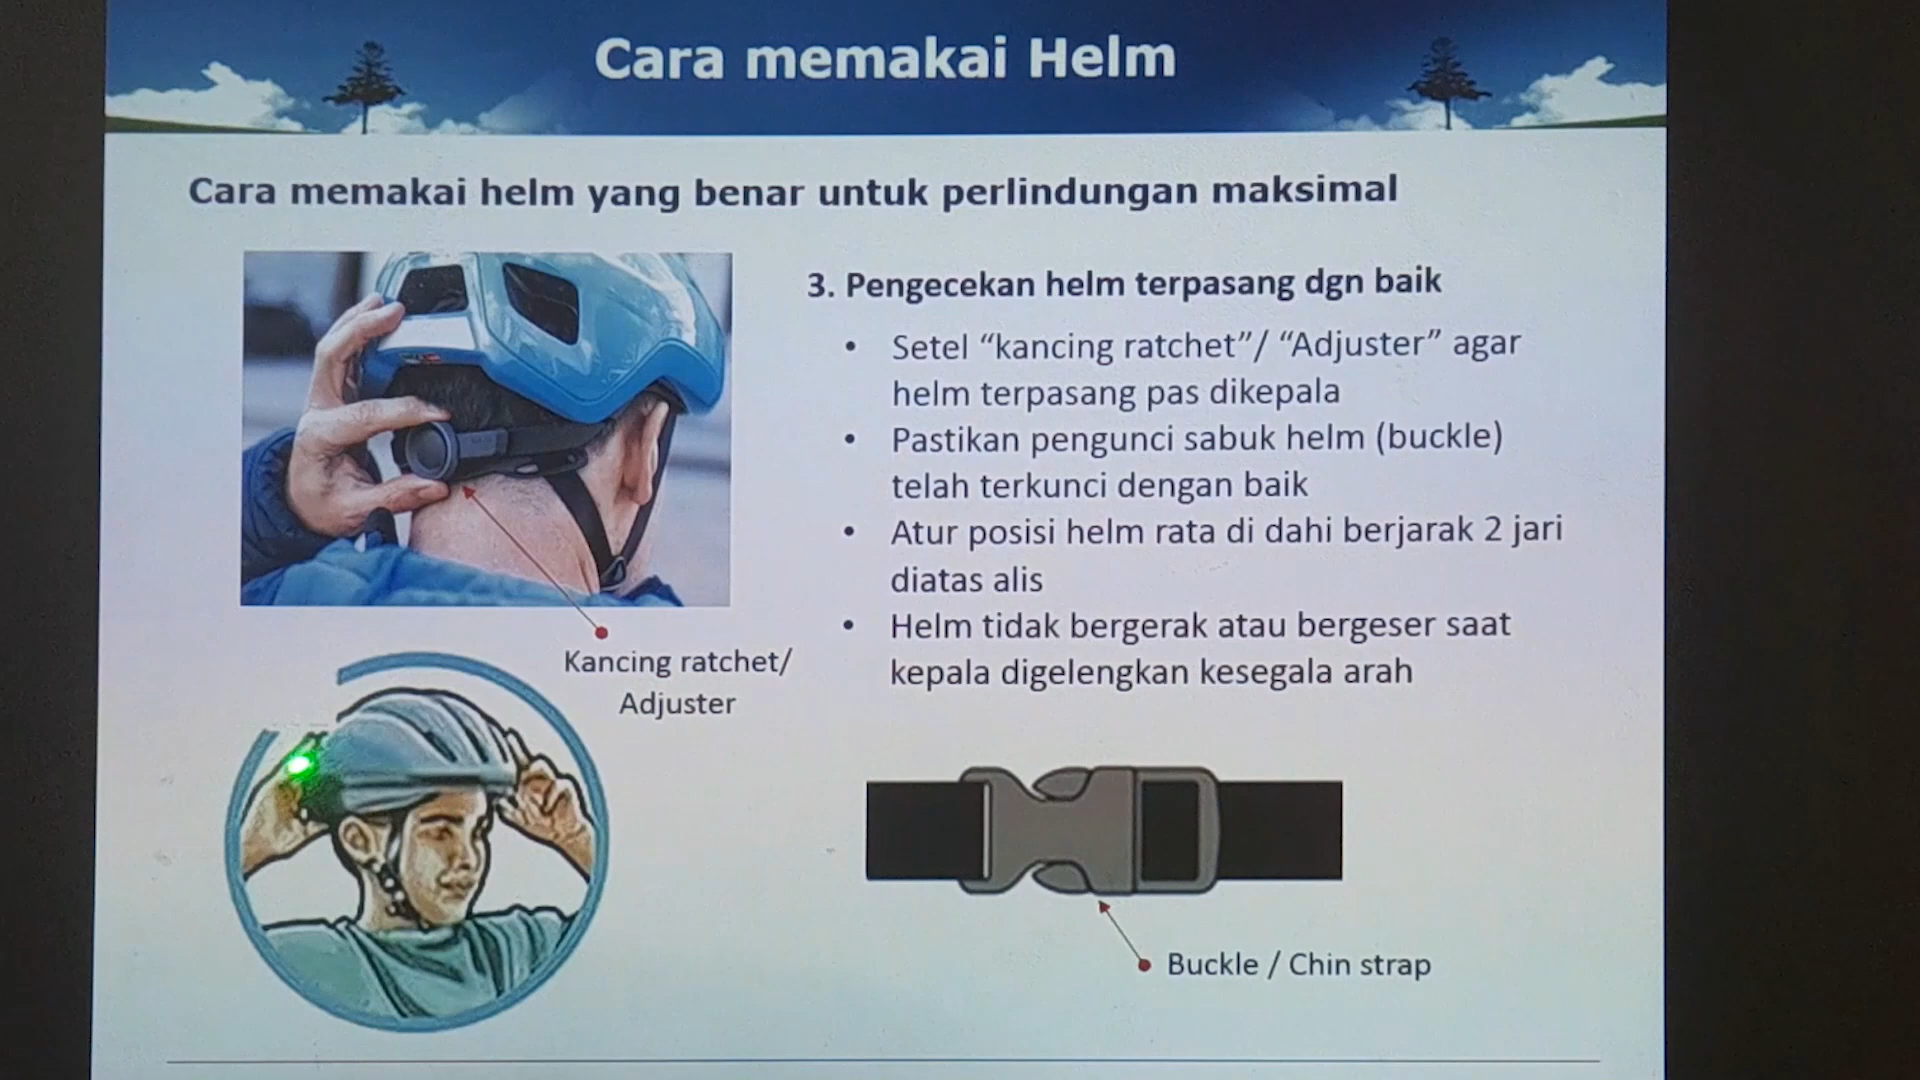 Cara memakai Helm
Cara memakai helm yang benar untuk perlindungan maksimal
3. Pengecekan helm terpasang dgn baik
• Setel “kancing ratchet”/ “Adjuster” agar
helm terpasang pas dikepala
• Pastikan pengunci sabuk helm (buckle)
telah terkunci dengan baik
• Atur posisi helm rata di dahi berjarak 2 jari
diatas alis
• Helm tidak bergerak atau bergeser saat
kepala digelengkan kesegala arah
Kancing ratchet/
Adjuster
Buckle / Chin strap